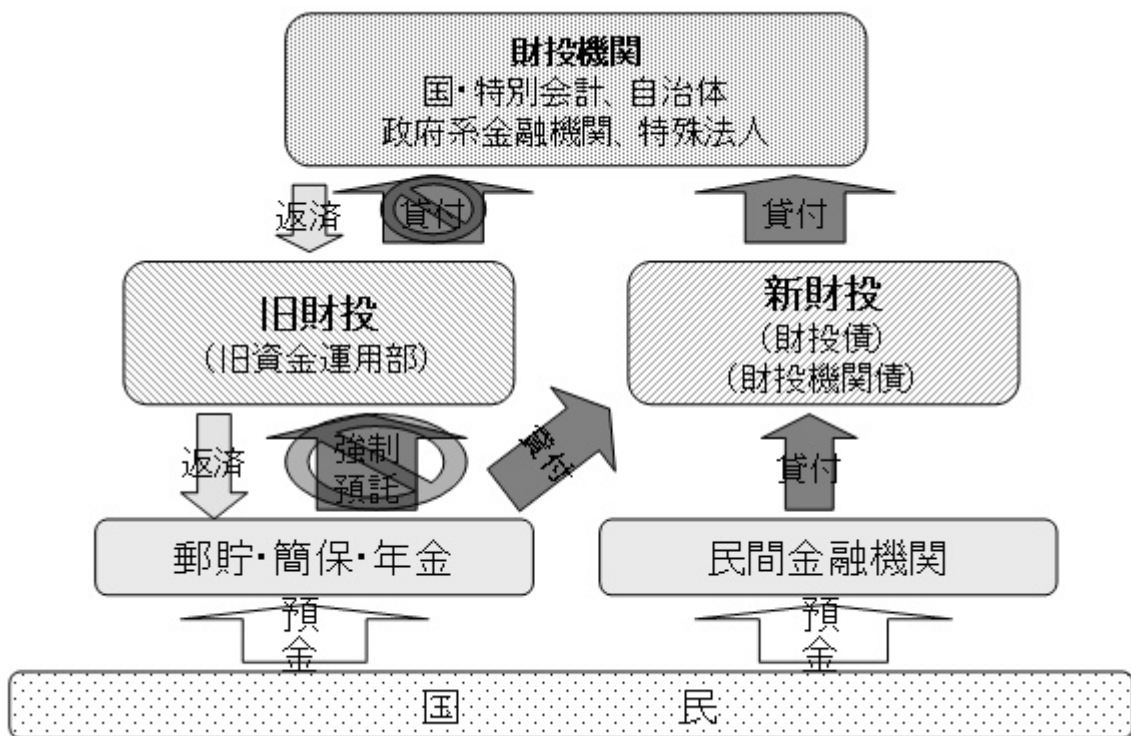 財投機関
国・特別会計、自治体
政府系金融機関、特殊法人
返済
貸付
貸付
旧財投
(旧資金運用部)
新財投
(財投債)
(財投機関債)
返済
強制
預託
貸付
貸付
郵貯・簡保・年金
民間金融機関
預
金
預
金
国 民